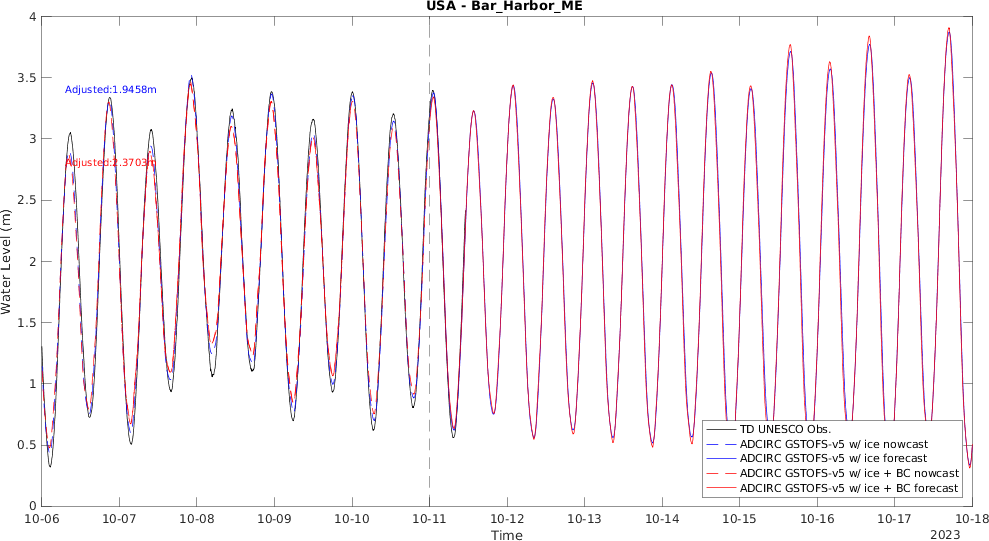 USA - Bar_Harbor_ME
4
3.5
3
2.5
2
1.5
1
0.5
0
Water Level (m)
Adjusted:1.9458m
Adjusted:2.3703m
TD UNESCO Obs.
ADCIRC GSTOFS-v5 w/ ice nowcast
ADCIRC GSTOFS-v5 w/ ice forecast
ADCIRC GSTOFS-v5 w/ ice + BC nowcast
ADCIRC GSTOFS-v5 w/ ice + BC forecast
10-06 10-07 10-08 10-09 10-10 10-11 10-12 10-13 10-14 10-15 10-16 10-17 10-18
Time
2023